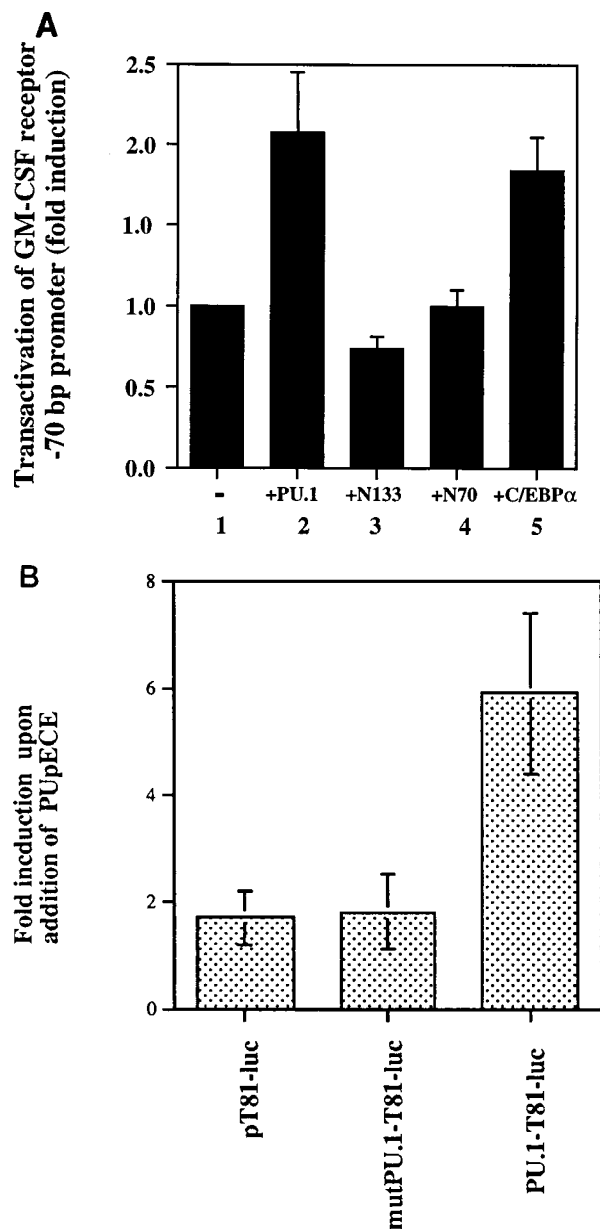 A
Transactivation of GM-CSF receptor
-70 bp promoter (fold induction)
2.5
2.0
1.0
1.0
0.5
0.0
- +PU.1 +N133 +N70 +C/EBPα
1 2 3 4 5
B
Fold incduction upon
addition of PUpECE
8
6
4
2
0
pT81-luc
mutPU.1-T81-luc
PU.1-T81-luc